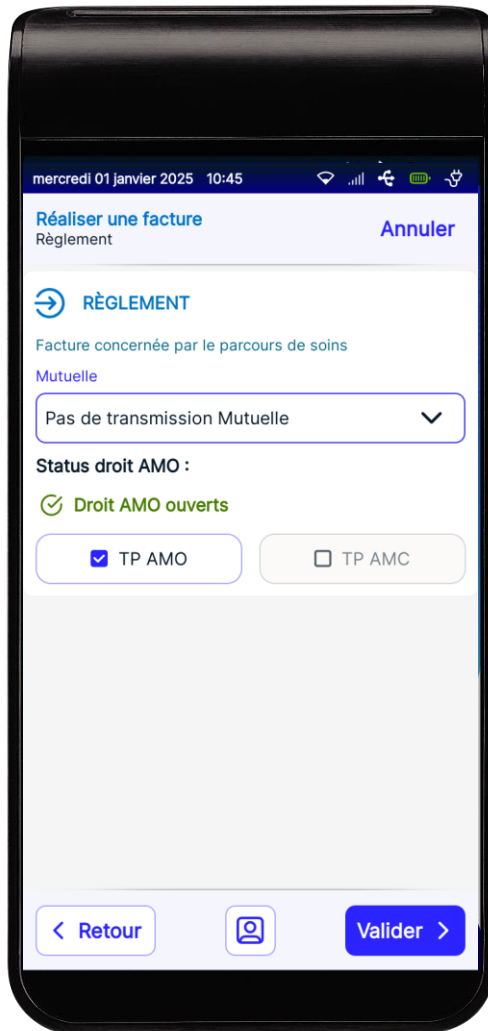 mercredi 01 janvier 2025 10:45
Réaliser une facture
Règlement
Annuler
RÈGLEMENT
Facture concernée par le parcours de soins
Mutuelle
Pas de transmission Mutuelle
Status droit AMO :
Droit AMO ouverts
TP AMO
TP AMC
Retour
Valider